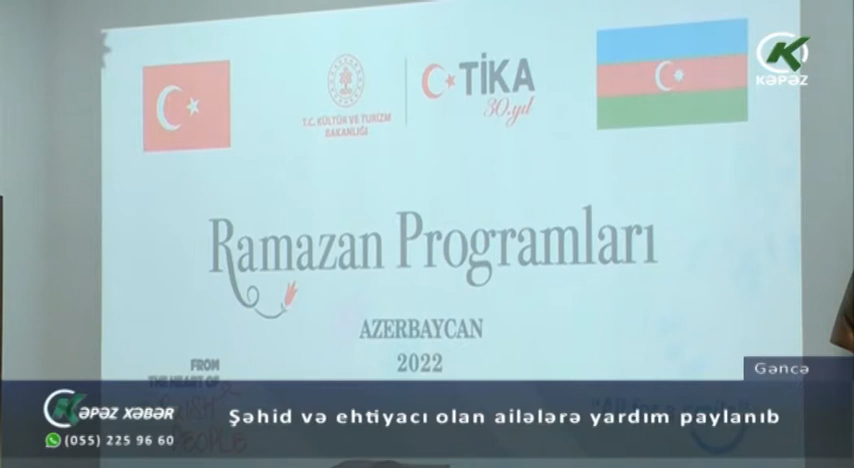 T.C. KÜLTÜR VE TURİZM
BAKANLIĞI
TİKA
30.yıl
KƏPƏZ
Ramazan Programları
AZERBAYCAN
2022
FROM
THE HEART OF
PEOPLE
Gəncə
KƏPƏZ XƏBƏR
(055) 225 96 60
Şəhid və ehtiyacı olan ailələrə yardım paylanıb